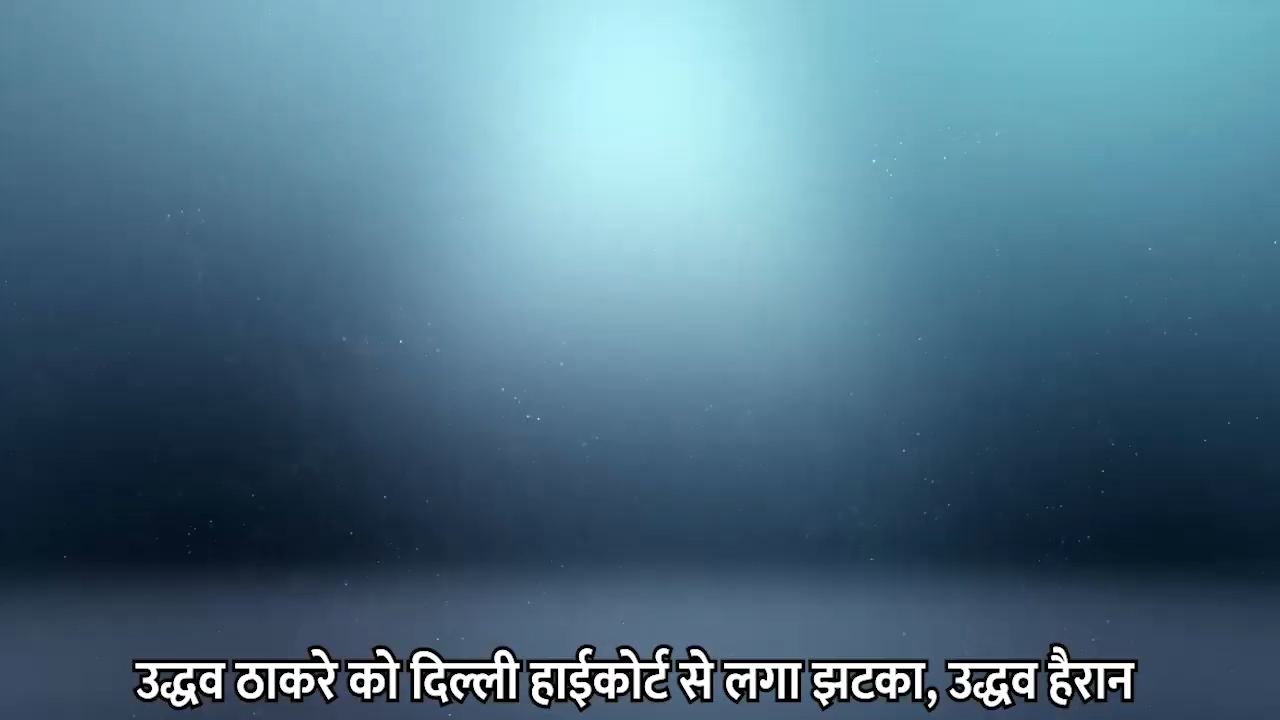 उद्धव ठाकरे को दिल्ली हाईकोर्ट से लगा झटका, उद्धव हैरान